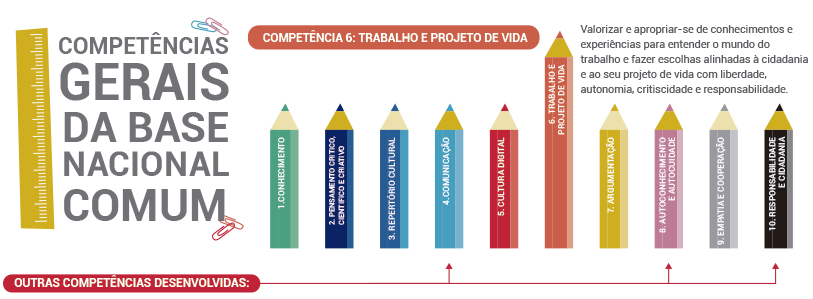 COMPETÊNCIAS
GERAIS
DA BASE
NACIONAL
COMUM
COMPETÊNCIA 6: TRABALHO E PROJETO DE VIDA
Valorizar e apropriar-se de conhecimentos e
experiências para entender o mundo do
trabalho e fazer escolhas alinhadas à cidadania
e ao seu projeto de vida com liberdade,
autonomia, critiscidade e responsabilidade.
1.CONHECIMENTO
2. PENSAMENTO CRITICO,
CIENTIFICO E CRIATIVO
3. REPERTÓRIO CULTURAL
4.COMUNICAÇÃO
5. CULTURA DIGITAL
6. TRABALHO E
PROJETO DE VIDA
7. ARGUMENTAÇÃO
8. AUTOCONHECIMENTO
E AUTOCUIDADE
9. EMPATIA E COOPERAÇÃO
10. RESPONSABILIDADE
E CIDADANIA
OUTRAS COMPETÊNCIAS DESENVOLVIDAS: